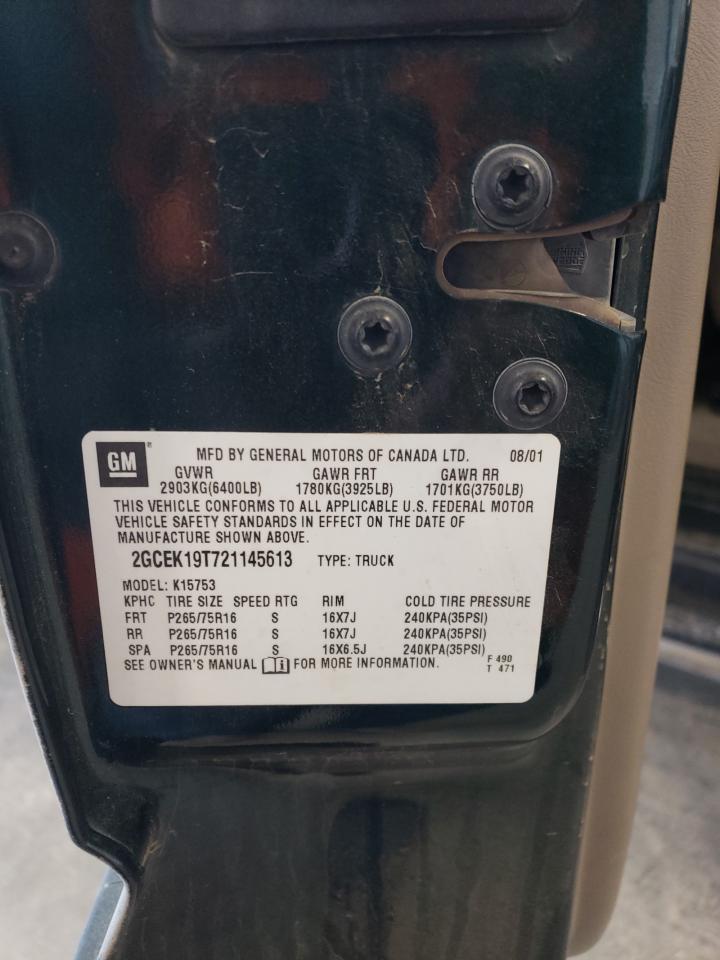 GM
MFD BY GENERAL MOTORS OF CANADA LTD. 08/01
GVWR GAWR FRT GAWR RR
2903KG(6400LB) 1780KG(3925LB) 1701KG(3750LB)
THIS VEHICLE CONFORMS TO ALL APPLICABLE U.S. FEDERAL MOTOR
VEHICLE SAFETY STANDARDS IN EFFECT ON THE DATE OF
MANUFACTURE SHOWN ABOVE.
2GCEK19T721145613 TYPE: TRUCK
MODEL: K15753
KPHC TIRE SIZE SPEED RTG RIM COLD TIRE PRESSURE
FRT P265/75R16 S 16X7J 240KPA(35PSI)
RR P265/75R16 S 16X7J 240KPA(35PSI)
SPA P265/75R16 S 16X6.5J 240KPA(35PSI)
SEE OWNER'S MANUAL FOR MORE INFORMATION. F 490
T 471